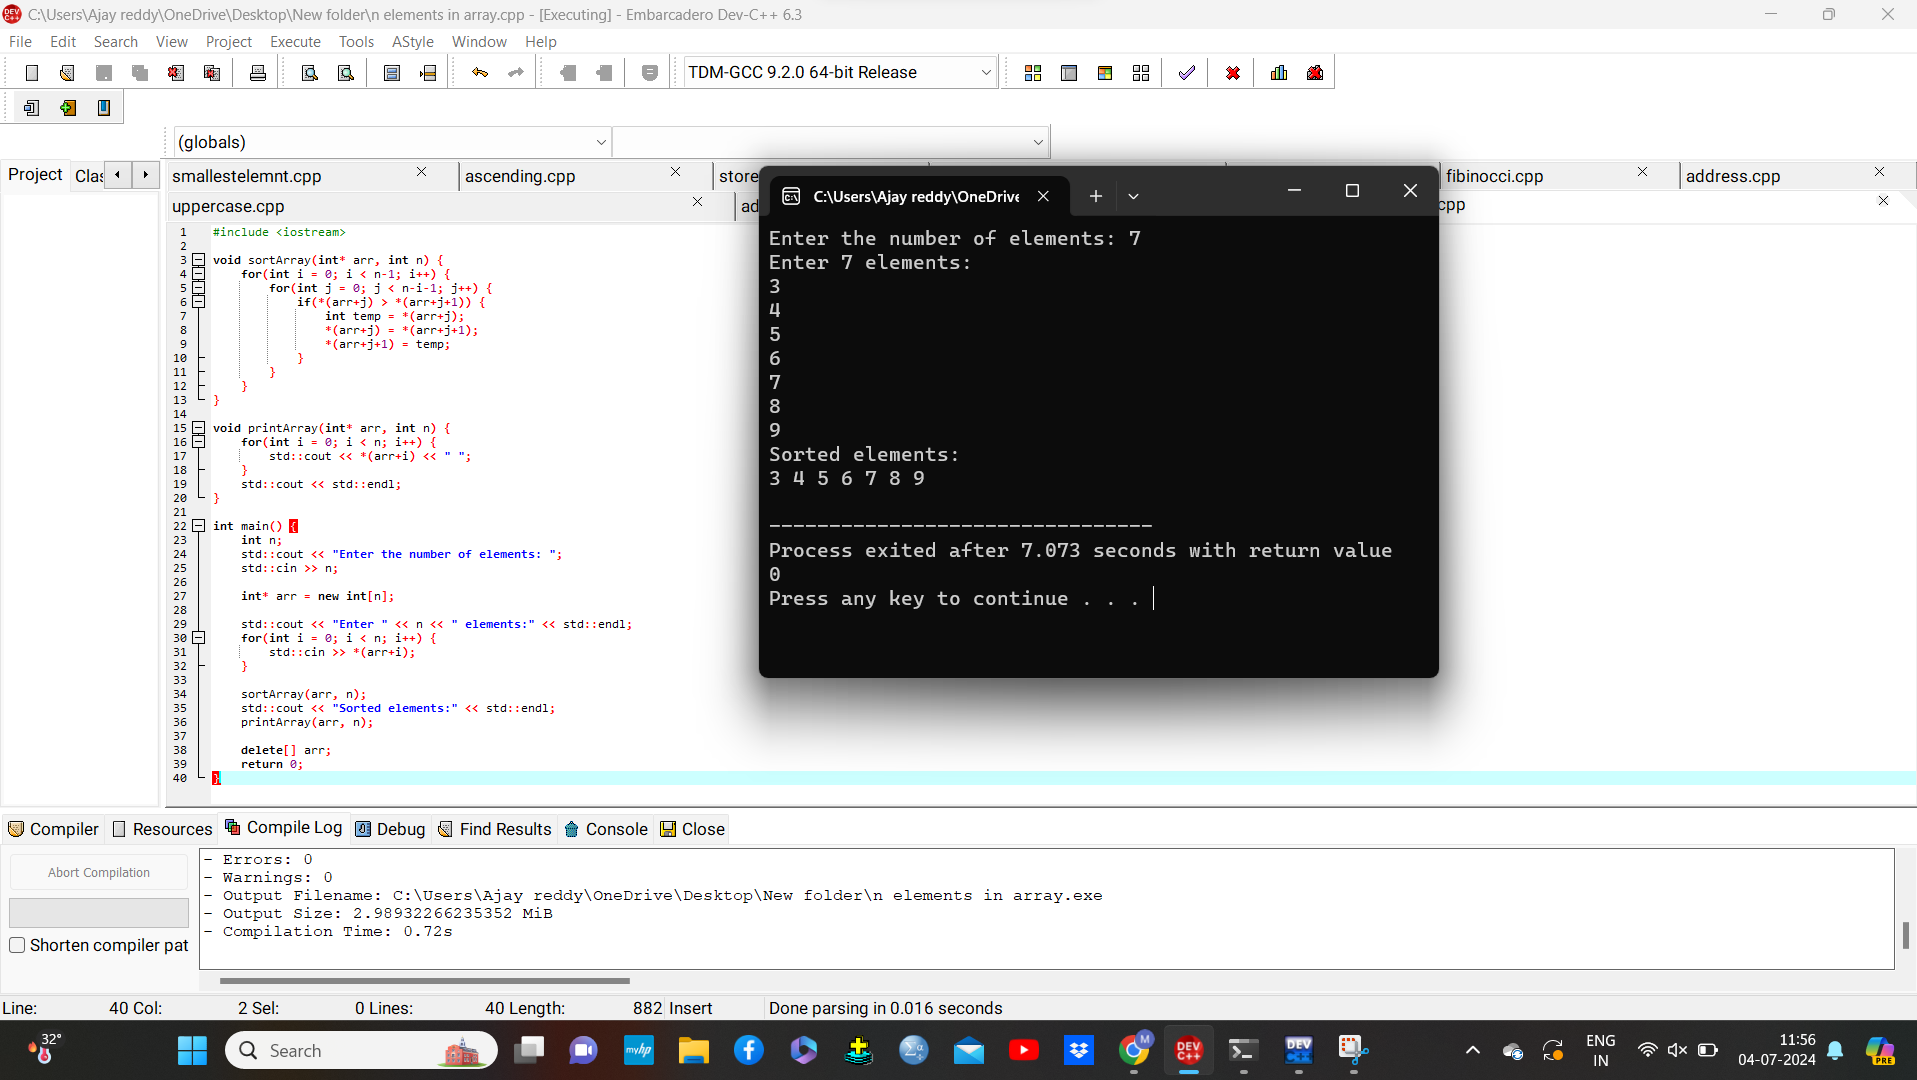 C:\Users\Ajay reddy\OneDrive\Desktop\New folder\n elements in array.cpp - [Executing] - Embarcadero Dev-C++ 6.3
File Edit Search View Project Execute Tools AStyle Window Help
TDM-GCC 9.2.0 64-bit Release
(globals)
Project Clas
smallestelemnt.cpp ascending.cpp store fibinocci.cpp address.cpp
uppercase.cpp ad cpp
1 #include <iostream>
2
3 void sortArray(int* arr, int n) {
4 for(int i = 0; i < n-1; i++) {
5 for(int j = 0; j < n-i-1; j++) {
6 if(*(arr+j) > *(arr+j+1)) {
7 int temp = *(arr+j);
8 *(arr+j) = *(arr+j+1);
9 *(arr+j+1) = temp;
10 }
11 }
12 }
13 }
14
15 void printArray(int* arr, int n) {
16 for(int i = 0; i < n; i++) {
17 std::cout << *(arr+i) << " ";
18 }
19 std::cout << std::endl;
20 }
21
22 int main() {
23 int n;
24 std::cout << "Enter the number of elements: ";
25 std::cin >> n;
26
27 int* arr = new int[n];
28
29 std::cout << "Enter " << n << " elements:" << std::endl;
30 for(int i = 0; i < n; i++) {
31 std::cin >> *(arr+i);
32 }
33
34 sortArray(arr, n);
35 std::cout << "Sorted elements:" << std::endl;
36 printArray(arr, n);
37
38 delete[] arr;
39 return 0;
40 }
C:\Users\Ajay reddy\OneDrive
Enter the number of elements: 7
Enter 7 elements:
3
4
5
6
7
8
9
Sorted elements:
3 4 5 6 7 8 9
--------------------------------
Process exited after 7.073 seconds with return value
0
Press any key to continue . . .
Compiler Resources Compile Log Debug Find Results Console Close
Abort Compilation
Shorten compiler pat
- Errors: 0
- Warnings: 0
- Output Filename: C:\Users\Ajay reddy\OneDrive\Desktop\New folder\n elements in array.exe
- Output Size: 2.98932266235352 MiB
- Compilation Time: 0.72s
Line: 40 Col: 2 Sel: 0 Lines: 40 Length: 882 Insert Done parsing in 0.016 seconds
32°
Search
myhp
DEV C++
DEV C++
M
ENG
IN
11:56
04-07-2024
PRE